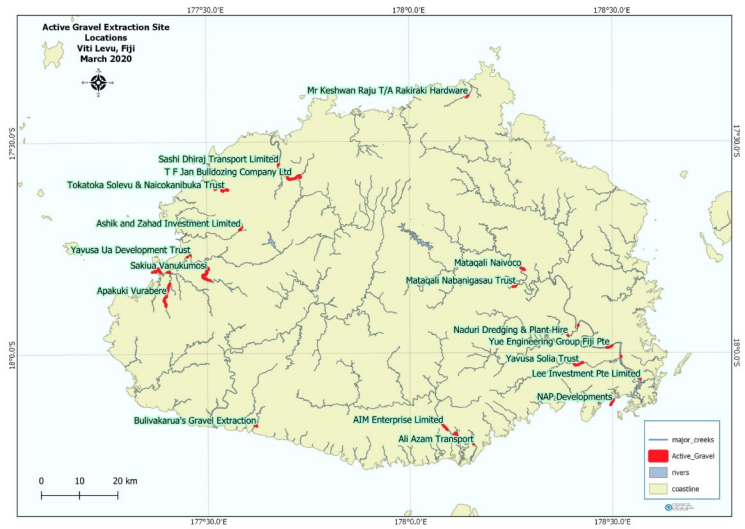 177°30.0'E 178°0.0'E 178°30.0'E
Active Gravel Extraction Site
Locations
Viti Levu, Fiji
March 2020
Mr Keshwan Raju T/A Rakiraki Hardware
17°30.0'S 17°30.0'S
Sashi Dhiraj Transport Limited
T F Jan Bulldozing Company Ltd
Tokatoka Solevu & Naicokanibuka Trust
Ashik and Zahad Investment Limited
Yavusa Ua Development Trust
Sakiua Vanukumosi
Mataqali Naivoco
Mataqali Nabanigasau Trust
Apakuki Vurabere
Naduri Dredging & Plant-Hire
Yue Engineering Group Fiji Pte
18°0.0'S 18°0.0'S
Yavusa Solia Trust
Lee Investment Pte Limited
NAP Developments
Bulivakarua's Gravel Extraction
AIM Enterprise Limited
Ali Azam Transport
major_creeks
Active_Gravel
rivers
coastline
0 10 20 km
177°30.0'E 178°0.0'E 178°30.0'E